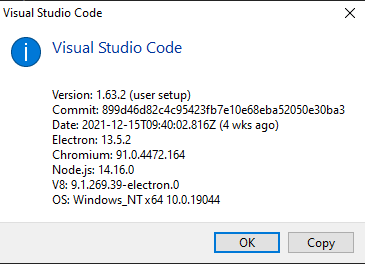 Visual Studio Code
Visual Studio Code
Version: 1.63.2 (user setup)
Commit: 899d46d82c4c95423fb7e10e68eba52050e30ba3
Date: 2021-12-15T09:40:02.816Z (4 wks ago)
Electron: 13.5.2
Chromium: 91.0.4472.164
Node.js: 14.16.0
V8: 9.1.269.39-electron.0
OS: Windows_NT x64 10.0.19044
OK
Copy